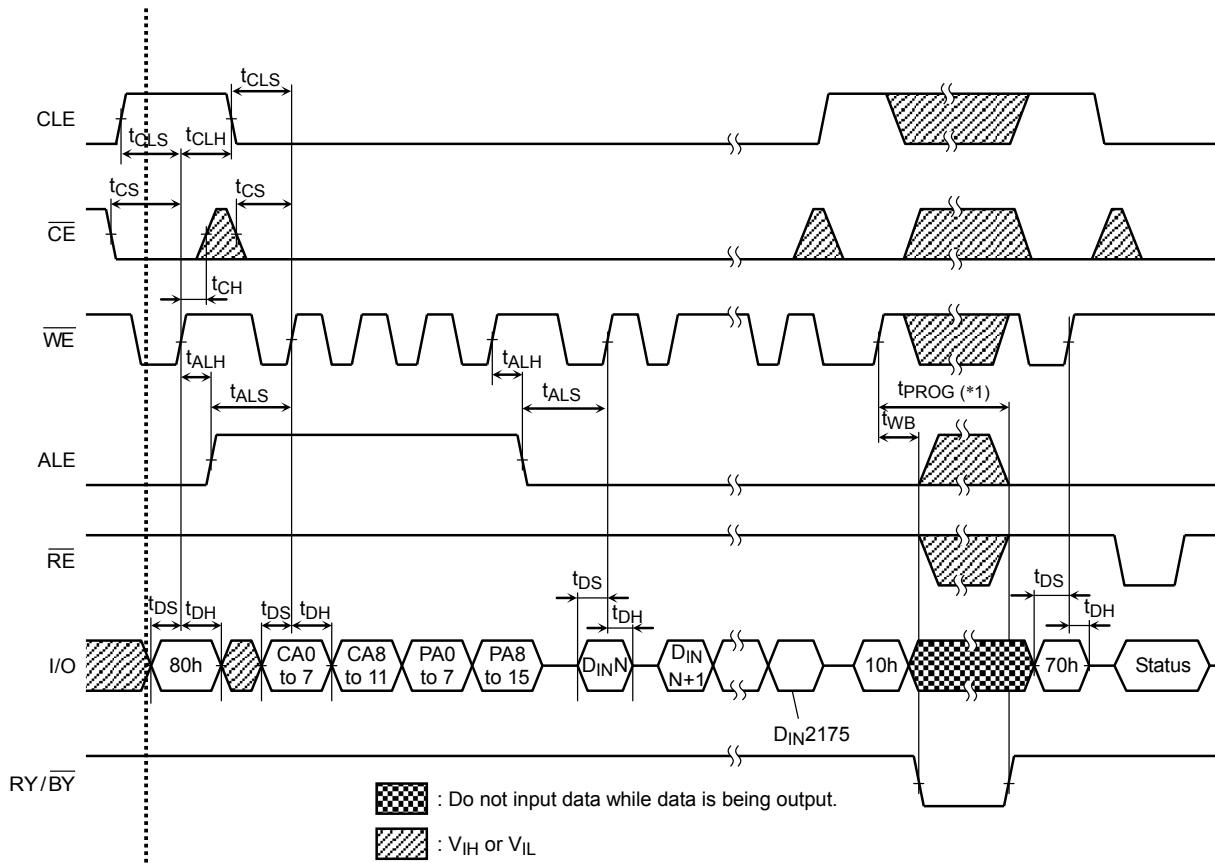 tCLS
CLE
tCLS tCLH
tCS tCS
CE
tCH
WE
tALH tALH
tALS tALS tPROG (*1)
tWB
ALE
RE
tDS tDS
tDH
tDH
tDS tDH tDS tDH
I/O 80h CA0 to 7 CA8 to 11 PA0 to 7 PA8 to 15 DINN DIN N+1 10h 70h Status
DIN2175
RY/BY
: Do not input data while data is being output.
: VIH or VIL